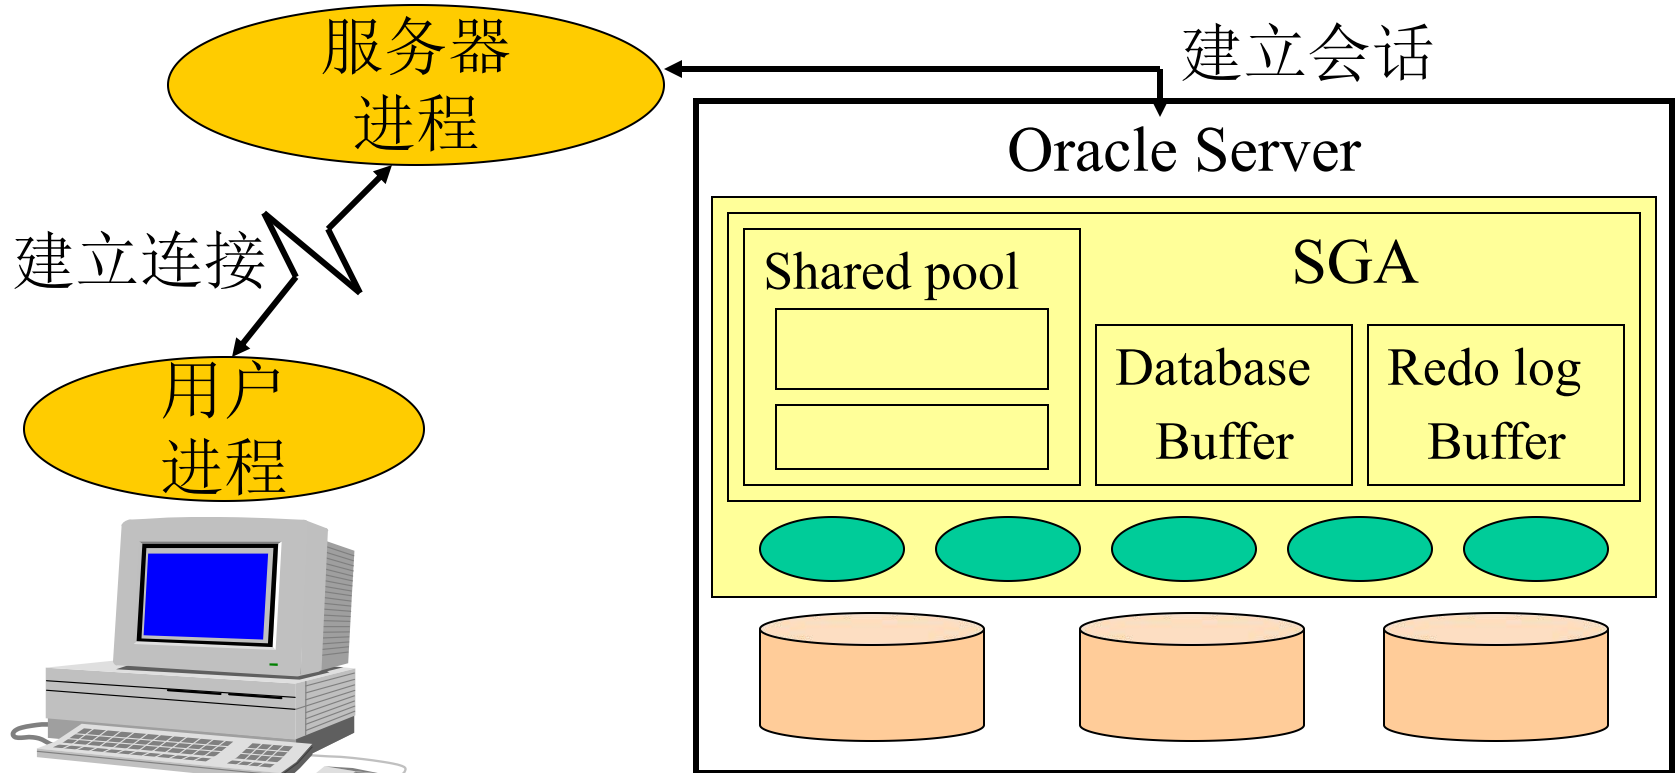 服务器
进程
建立会话
Oracle Server
建立连接
SGA
Shared pool
Database
Buffer
Redo log
Buffer
用户
进程